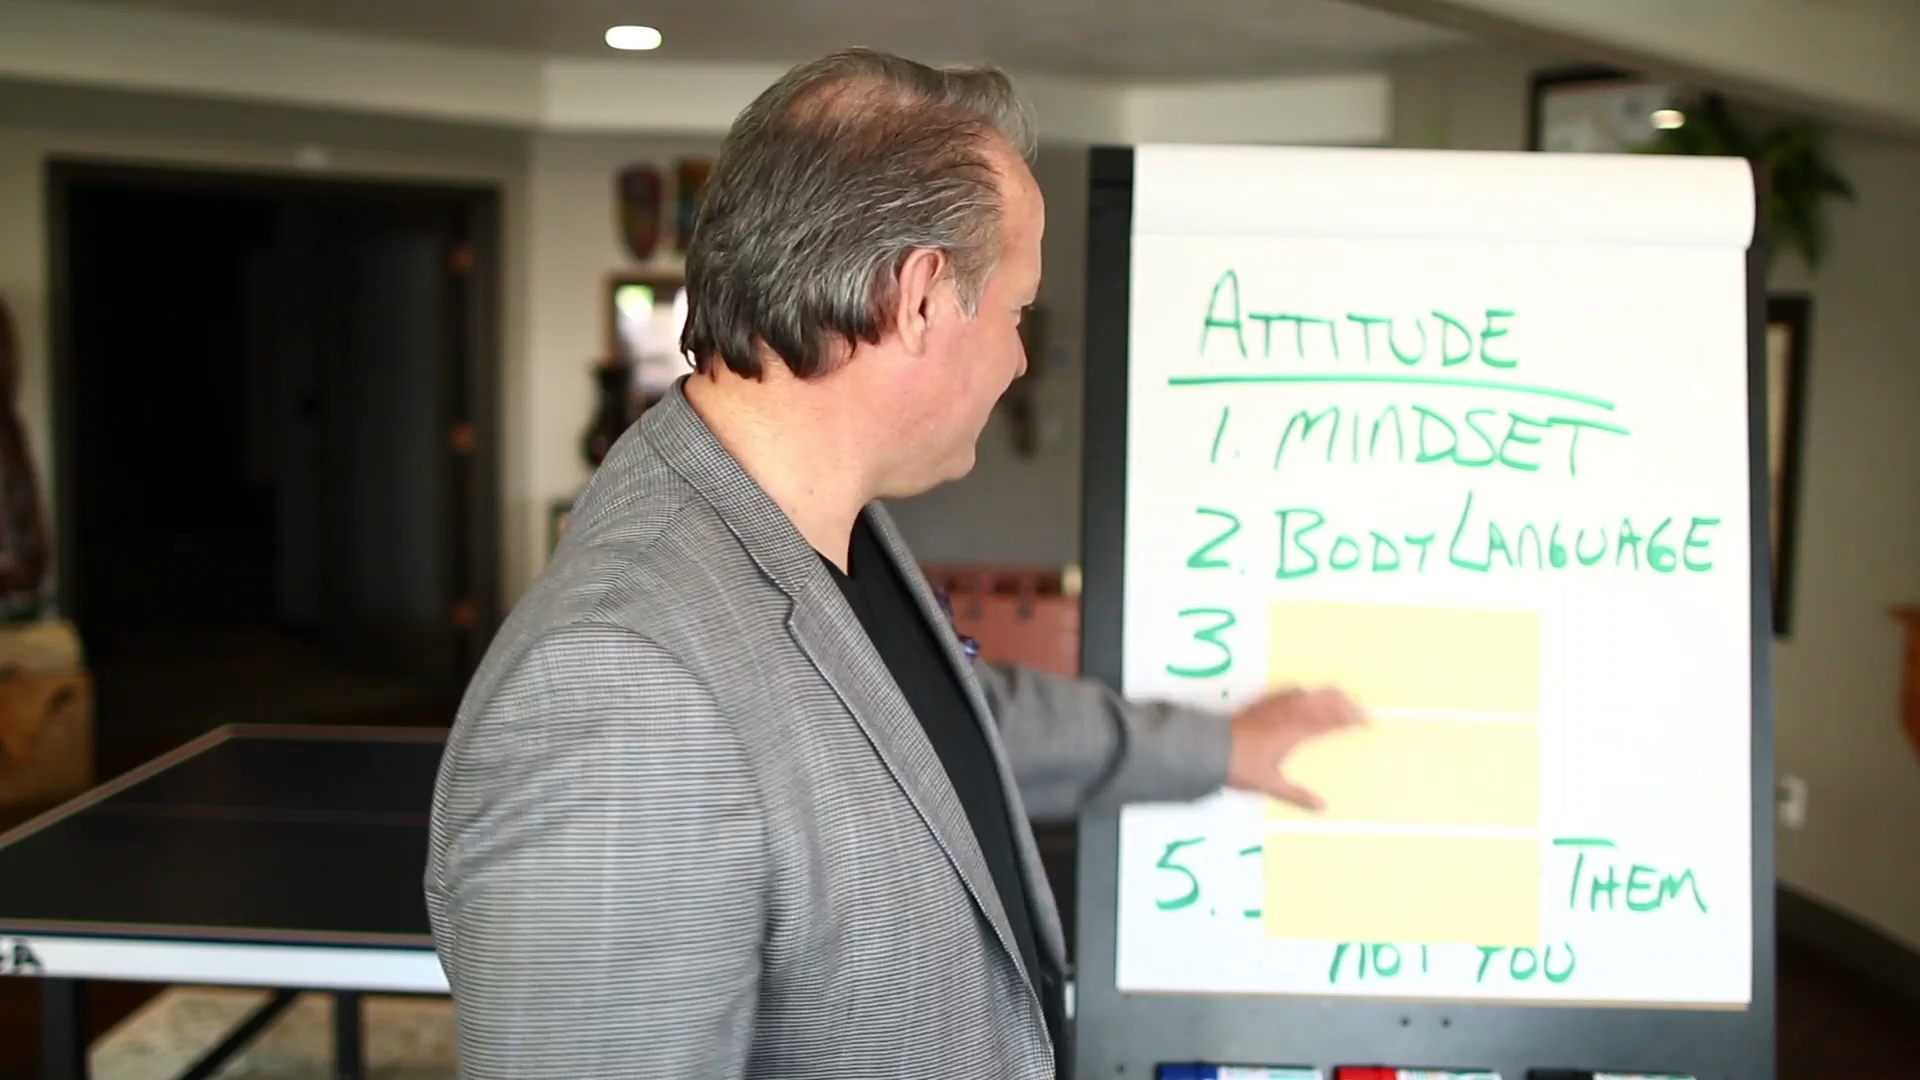 ATTITUDE
1. MINDSET
2. BODY LANGUAGE
3.
5. THEM
NOT YOU